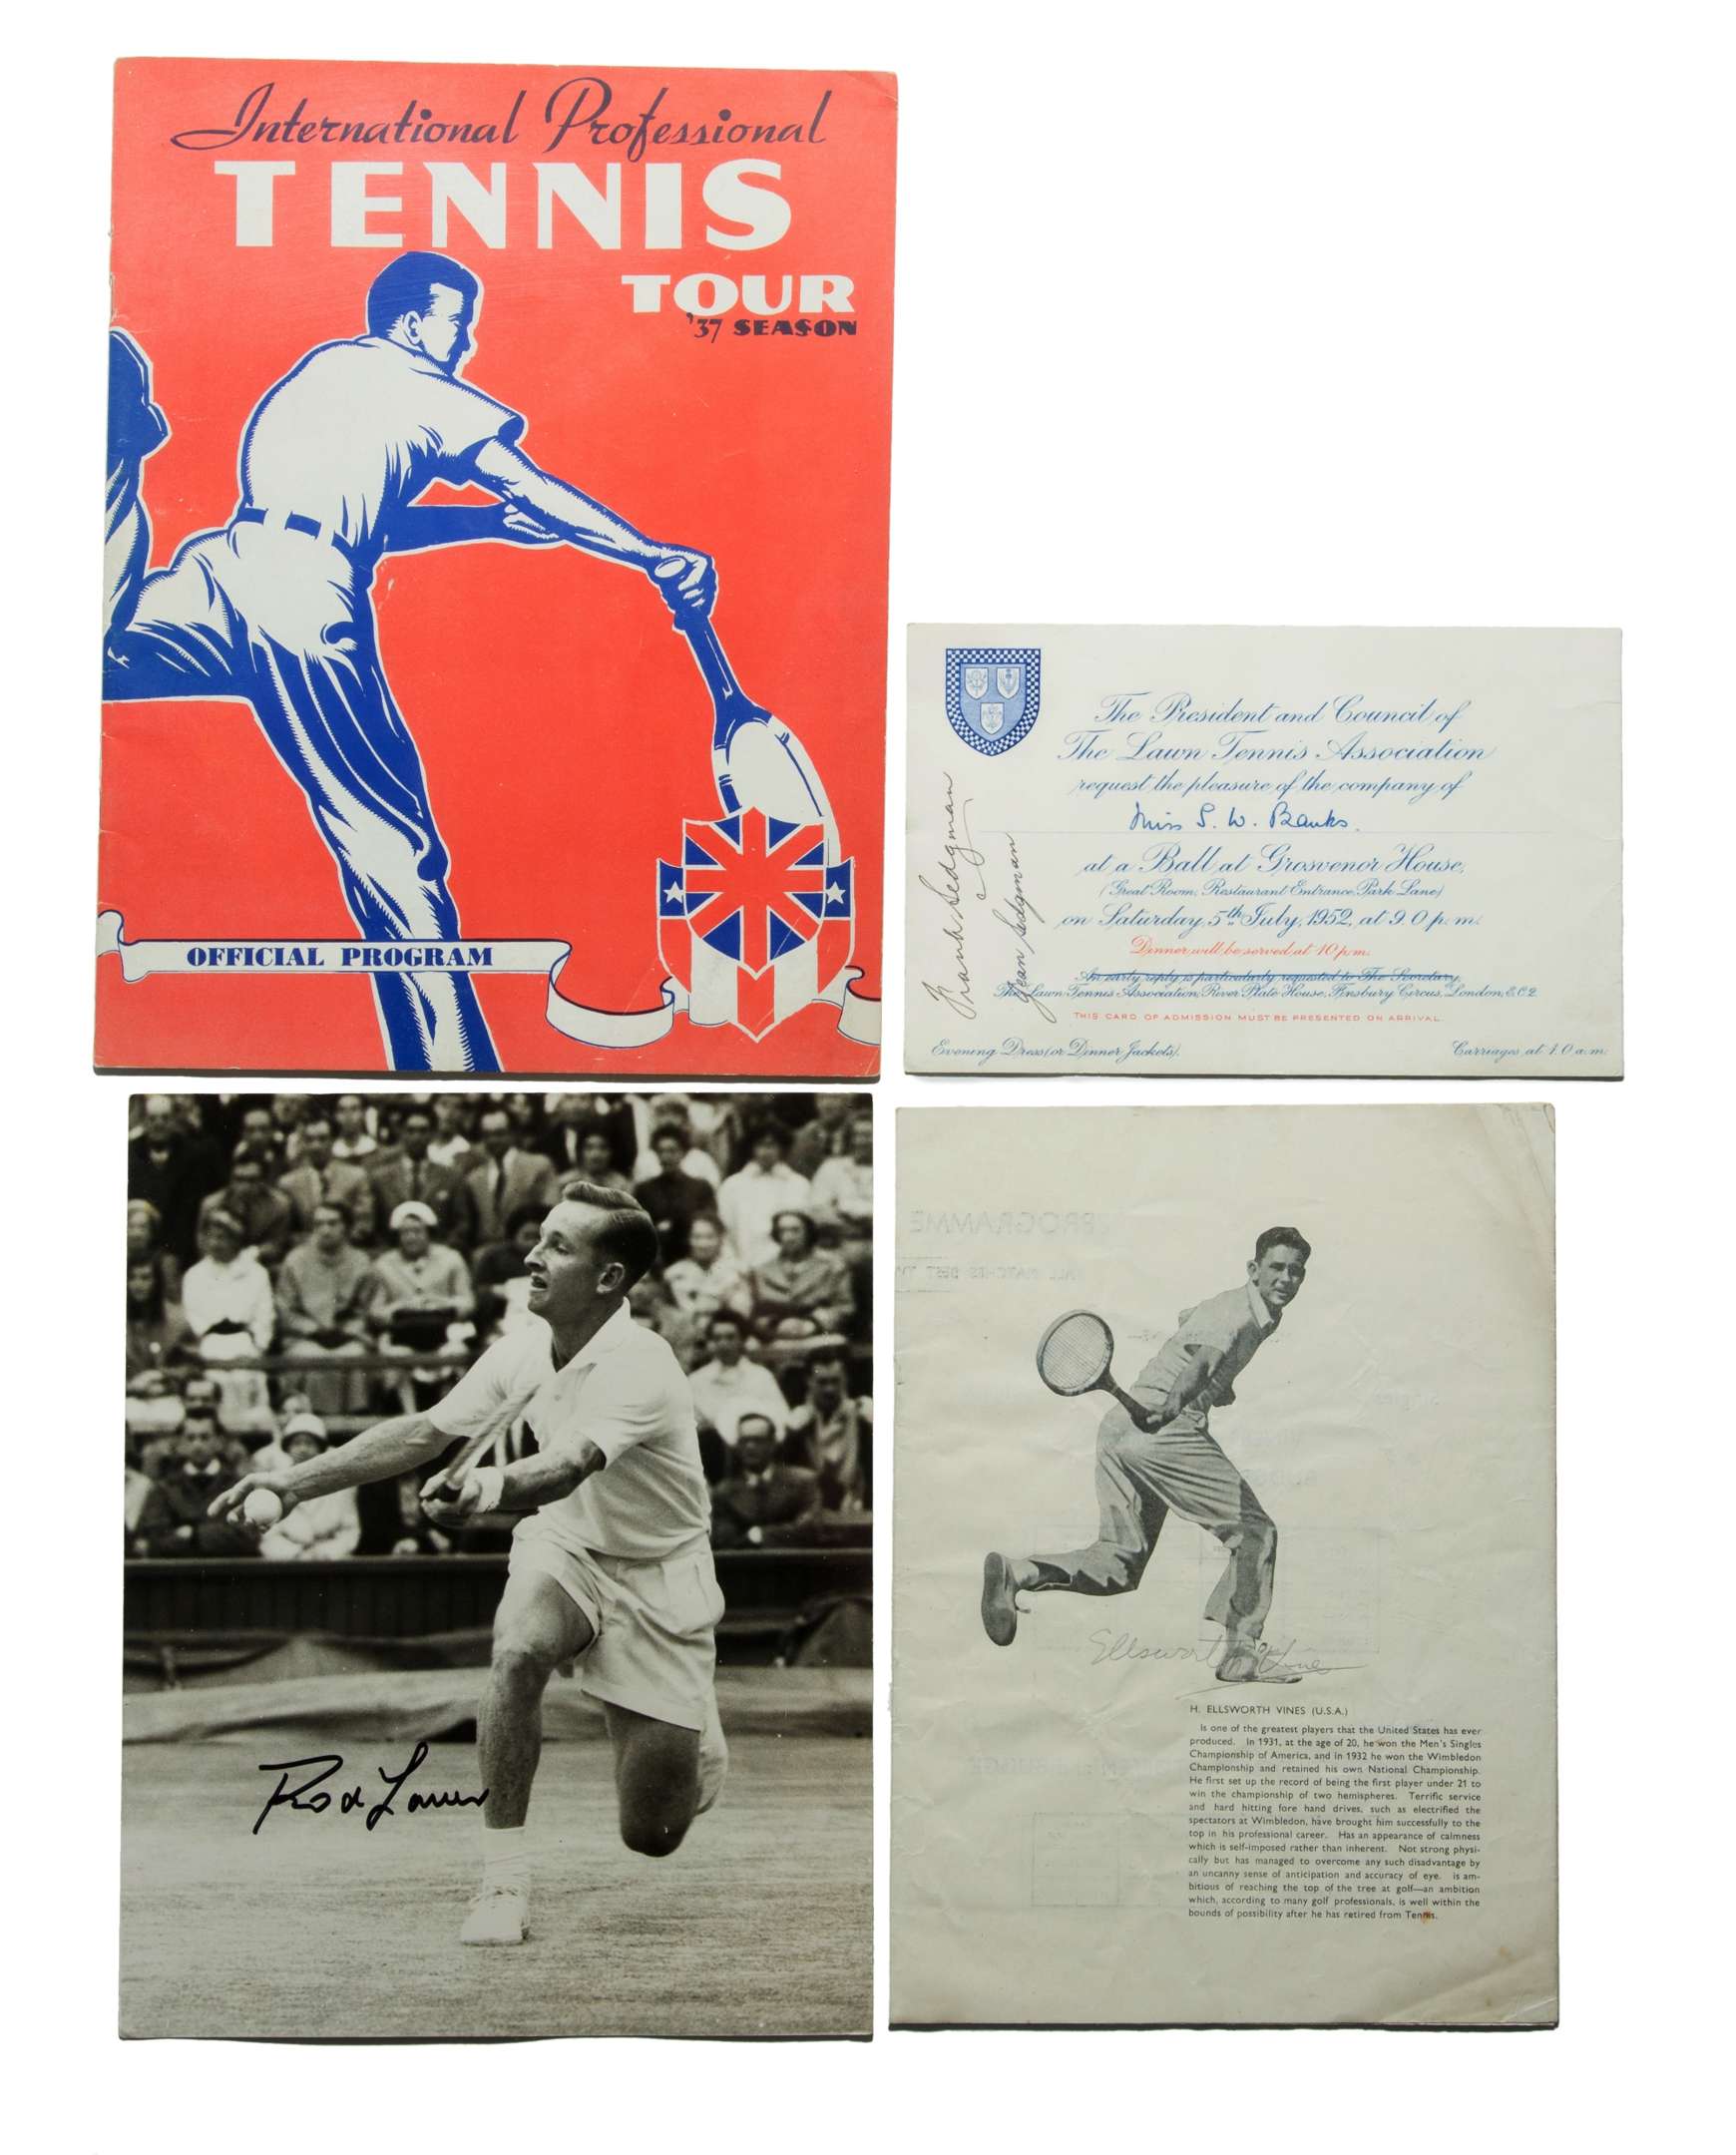 International Professional
TENNIS
TOUR
'37 SEASON
OFFICIAL PROGRAM
The President and Council of
The Lawn Tennis Association
request the pleasure of the company of
Miss S. W. Banks.
at a Ball at Grosvenor House,
(Great Room, Restaurant Entrance, Park Lane)
on Saturday, 5th July, 1952, at 9.0 p.m.
Dinner will be served at 10 p.m.
An early reply is particularly requested to The Secretary,
The Lawn Tennis Association, River Plate House, Finsbury Circus, London, E.C.2.
THIS CARD OF ADMISSION MUST BE PRESENTED ON ARRIVAL.
Evening Dress (or Dinner Jackets).
Carriages at 1.0 a.m.
Frank Sedgman
Jean Sedgman
Rod Laver
PROGRAMME
ALL MATCHES BEST
Ellsworth Vines
H. ELLSWORTH VINES (U.S.A.)
Is one of the greatest players that the United States has ever
produced. In 1931, at the age of 20, he won the Men's Singles
Championship of America, and in 1932 he won the Wimbledon
Championship and retained his own National Championship.
He first set up the record of being the first player under 21 to
win the championship of two hemispheres. Terrific service
and hard hitting fore hand drives, such as electrified the
spectators at Wimbledon, have brought him successfully to the
top in his professional career. Has an appearance of calmness
which is self-imposed rather than inherent. Not strong physi-
cally but has managed to overcome any such disadvantage by
an uncanny sense of anticipation and accuracy of eye. is am-
bitious of reaching the top of the tree at golf—an ambition
which, according to many golf professionals, is well within the
bounds of possibility after he has retired from Tennis.